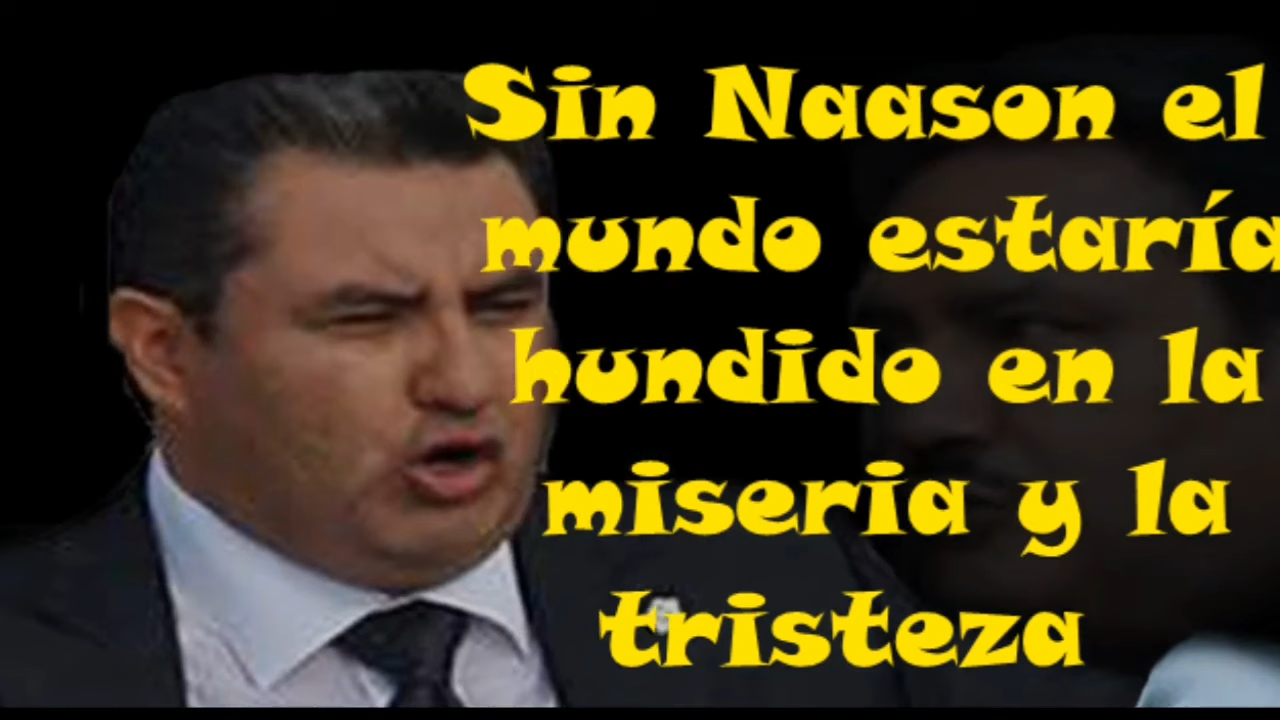 Sin Naason el
mundo estaría
hundido en la
miseria y la
tristeza